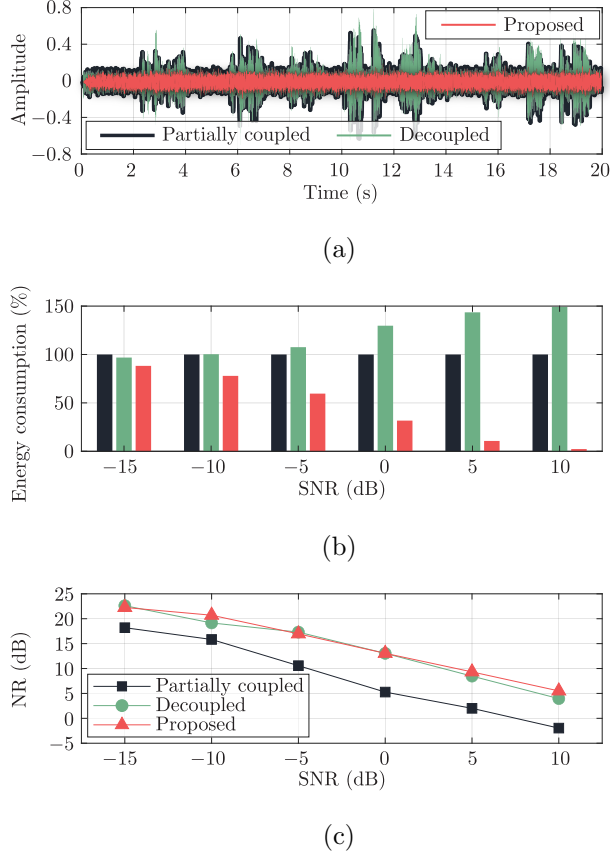 0.8
0.4
0
−0.4
−0.8
Amplitude
Proposed
Partially coupled Decoupled
0 2 4 6 8 10 12 14 16 18 20
Time (s)
(a)
150
100
50
0
Energy consumption (%)
−15 −10 −5 0 5 10
SNR (dB)
(b)
25
20
15
10
5
0
−5
NR (dB)
Partially coupled
Decoupled
Proposed
−15 −10 −5 0 5 10
SNR (dB)
(c)